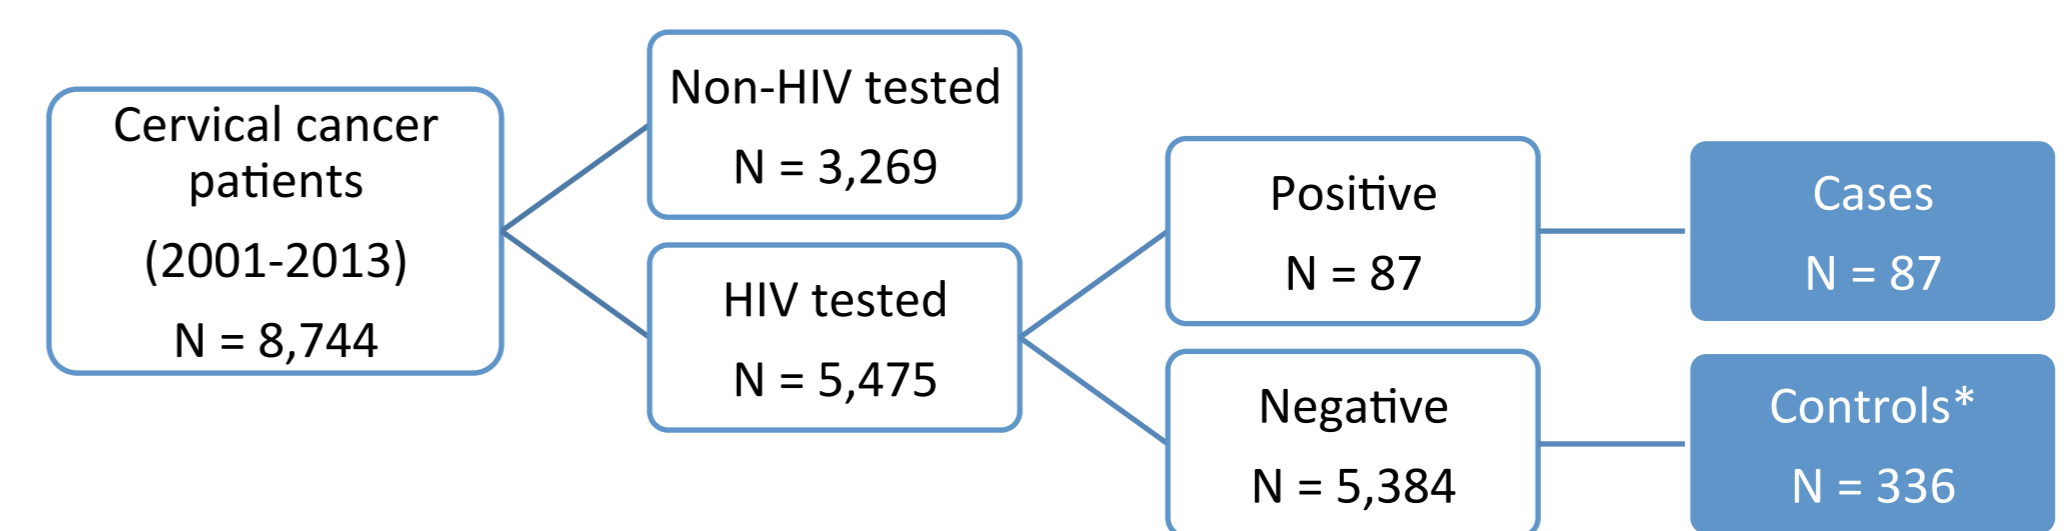 Cervical cancer
patients
(2001-2013)
N = 8,744
Non-HIV tested
N = 3,269
HIV tested
N = 5,475
Positive
N = 87
Negative
N = 5,384
Cases
N = 87
Controls*
N = 336